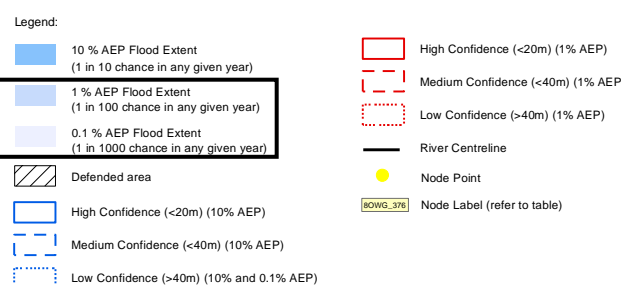 Legend:
10 % AEP Flood Extent
(1 in 10 chance in any given year)
1 % AEP Flood Extent
(1 in 100 chance in any given year)
0.1 % AEP Flood Extent
(1 in 1000 chance in any given year)
Defended area
High Confidence (<20m) (10% AEP)
Medium Confidence (<40m) (10% AEP)
Low Confidence (>40m) (10% and 0.1% AEP)
High Confidence (<20m) (1% AEP)
Medium Confidence (<40m) (1% AEP
Low Confidence (>40m) (1% AEP)
River Centreline
Node Point
8OWG_376 Node Label (refer to table)